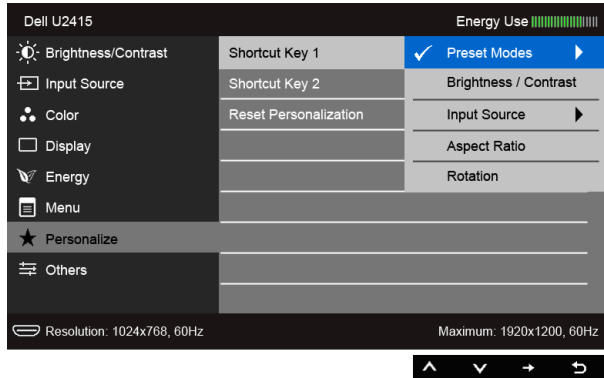 Dell U2415 Energy Use
Brightness/Contrast Shortcut Key 1 Preset Modes
Input Source Shortcut Key 2 Brightness / Contrast
Color Reset Personalization Input Source
Display Aspect Ratio
Energy Rotation
Menu
Personalize
Others
Resolution: 1024x768, 60Hz Maximum: 1920x1200, 60Hz